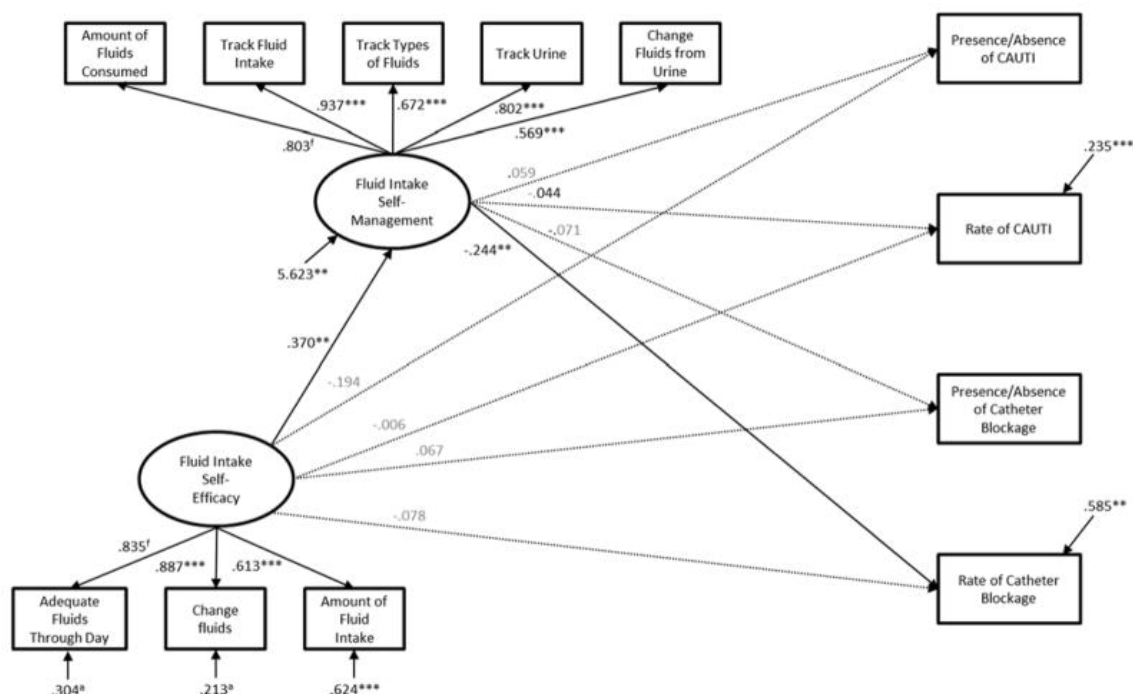 Amount of
Fluids
Consumed
Track Fluid
Intake
Track Types
of Fluids
Track Urine
Change
Fluids from
Urine
Presence/Absence
of CAUTI
.937***
.672***
.802***
.569***
.803ᶠ
.235***
Fluid Intake
Self-
Management
.059
-.044
-.071
-.244**
Rate of CAUTI
5.623**
.370**
-.194
-.006
.067
Presence/Absence
of Catheter
Blockage
Fluid Intake
Self-
Efficacy
-.078
.585**
.835ᶠ
.887***
.613***
Rate of Catheter
Blockage
Adequate
Fluids
Through Day
Change
fluids
Amount of
Fluid
Intake
.304ᵃ
.213ᵃ
.624***